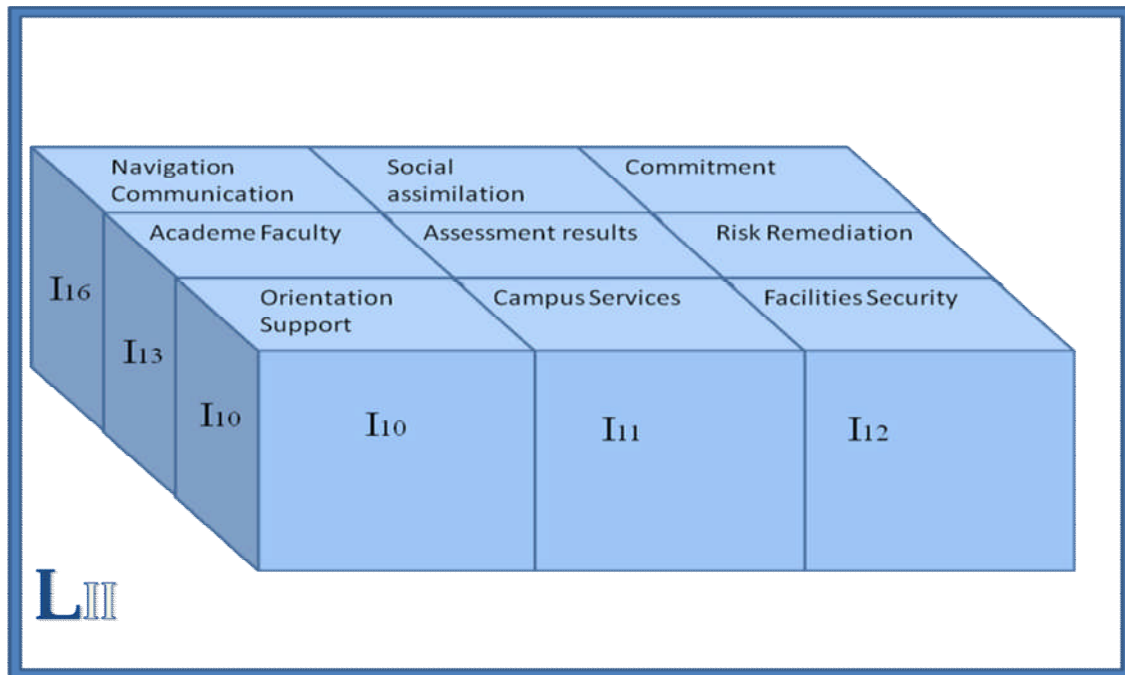 Navigation
Communication
Social
assimilation
Commitment
Academe Faculty
Assessment results
Risk Remediation
Orientation
Support
Campus Services
Facilities Security
I16
I13
I10
I10
I11
I12
LII